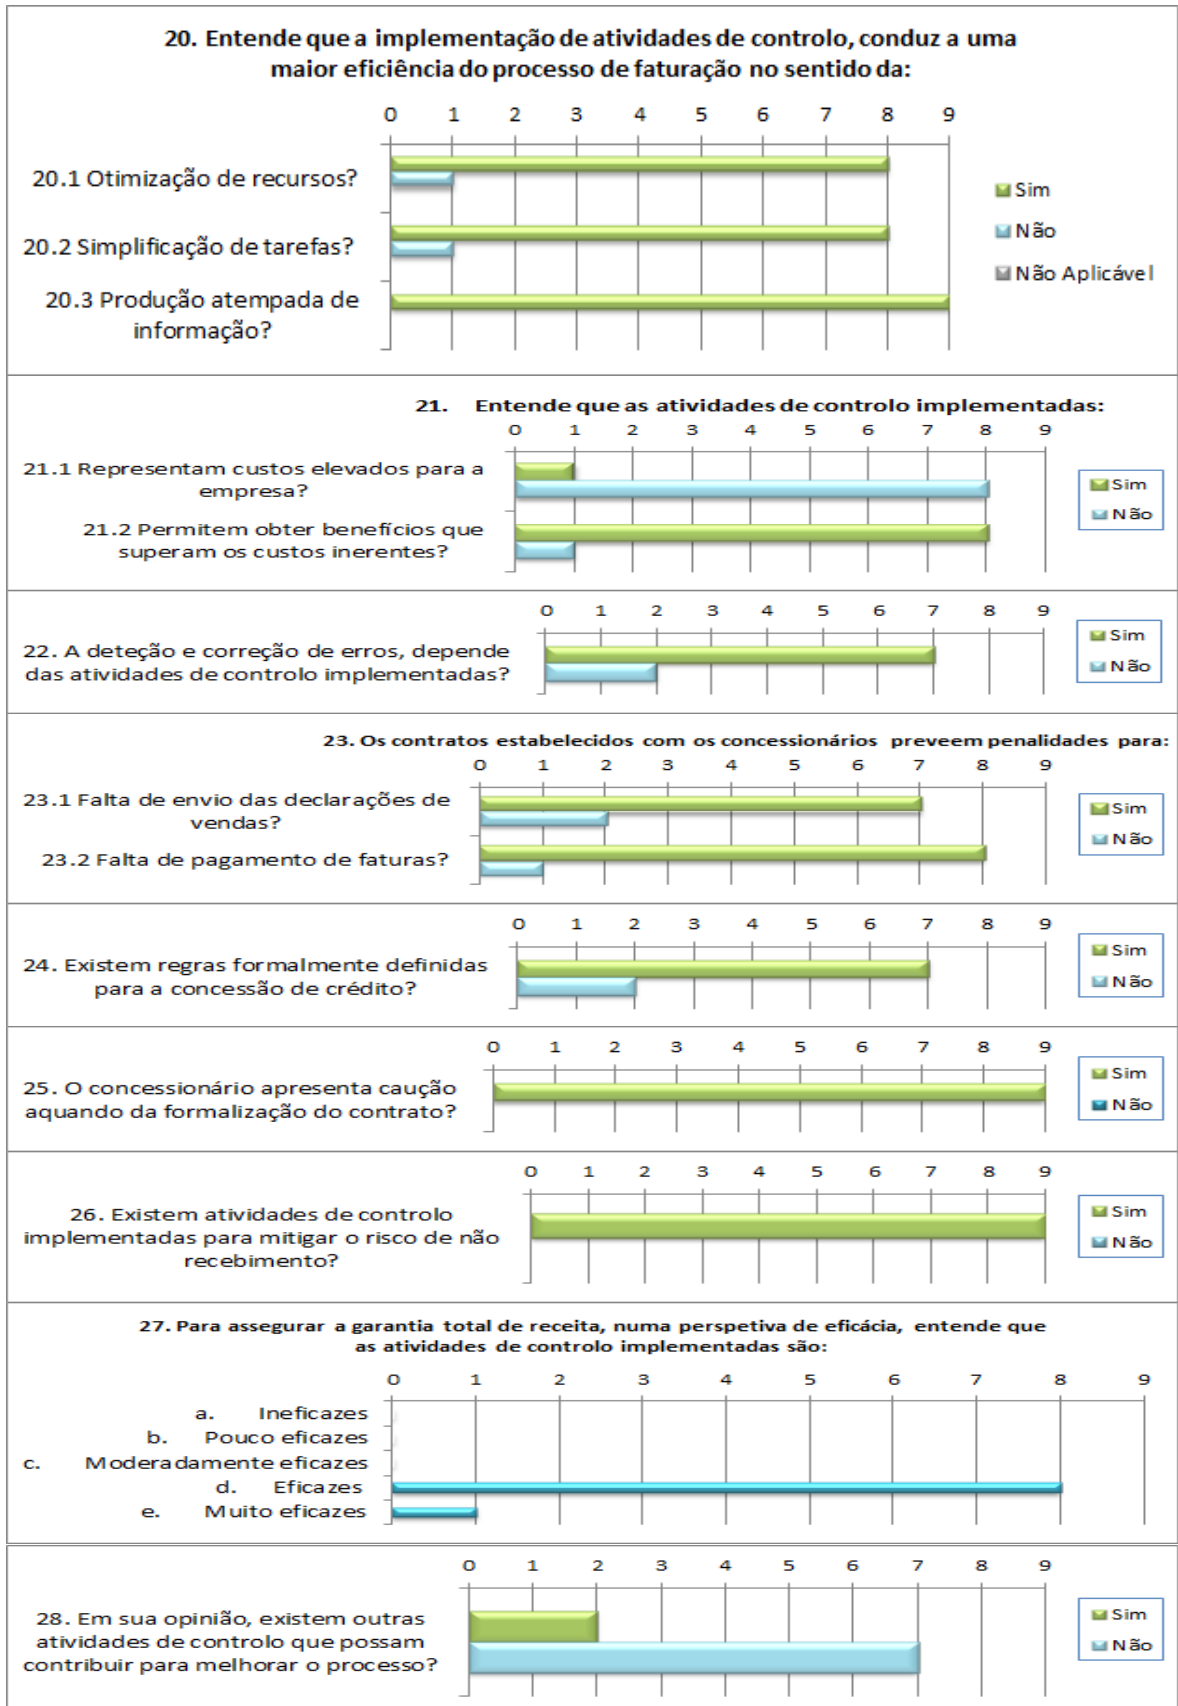 20. Entende que a implementação de atividades de controlo, conduz a uma
maior eficiência do processo de faturação no sentido da:
0 1 2 3 4 5 6 7 8 9
20.1 Otimização de recursos?
20.2 Simplificação de tarefas?
20.3 Produção atempada de
informação?
Sim
Não
Não Aplicável
21. Entende que as atividades de controlo implementadas:
0 1 2 3 4 5 6 7 8 9
21.1 Representam custos elevados para a
empresa?
21.2 Permitem obter benefícios que
superam os custos inerentes?
Sim
Não
0 1 2 3 4 5 6 7 8 9
22. A deteção e correção de erros, depende
das atividades de controlo implementadas?
Sim
Não
23. Os contratos estabelecidos com os concessionários preveem penalidades para:
0 1 2 3 4 5 6 7 8 9
23.1 Falta de envio das declarações de
vendas?
23.2 Falta de pagamento de faturas?
Sim
Não
0 1 2 3 4 5 6 7 8 9
24. Existem regras formalmente definidas
para a concessão de crédito?
Sim
Não
0 1 2 3 4 5 6 7 8 9
25. O concessionário apresenta caução
aquando da formalização do contrato?
Sim
Não
0 1 2 3 4 5 6 7 8 9
26. Existem atividades de controlo
implementadas para mitigar o risco de não
recebimento?
Sim
Não
27. Para assegurar a garantia total de receita, numa perspetiva de eficácia, entende que
as atividades de controlo implementadas são:
0 1 2 3 4 5 6 7 8 9
a. Ineficazes
b. Pouco eficazes
c. Moderadamente eficazes
d. Eficazes
e. Muito eficazes
0 1 2 3 4 5 6 7 8 9
28. Em sua opinião, existem outras
atividades de controlo que possam
contribuir para melhorar o processo?
Sim
Não